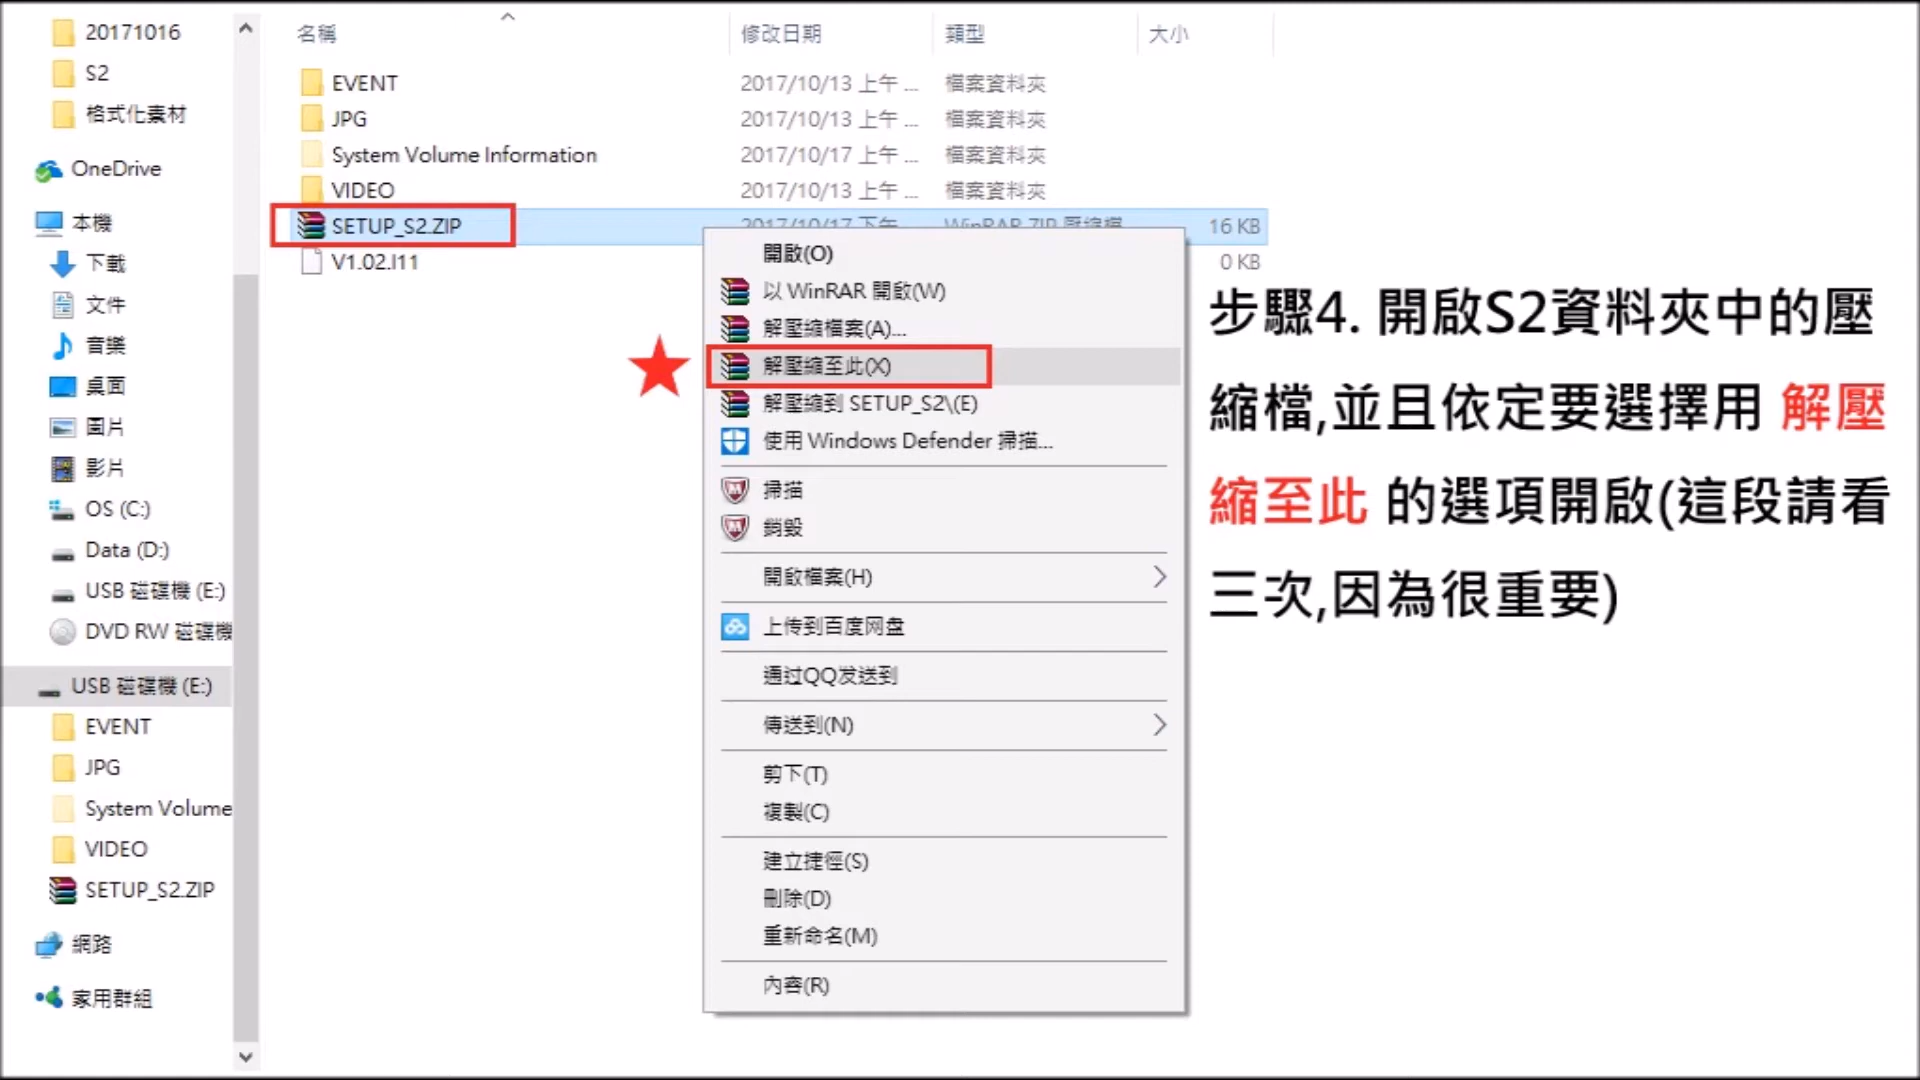 20171016
S2
格式化素材
OneDrive
本機
下載
文件
音樂
桌面
圖片
影片
OS (C:)
Data (D:)
USB 磁碟機 (E:)
DVD RW 磁碟機
USB 磁碟機 (E:)
EVENT
JPG
System Volume
VIDEO
SETUP_S2.ZIP
網路
家用群組
名稱 修改日期 類型 大小
EVENT 2017/10/13 上午 ... 檔案資料夾
JPG 2017/10/13 上午 ... 檔案資料夾
System Volume Information 2017/10/17 上午 ... 檔案資料夾
VIDEO 2017/10/13 上午 ... 檔案資料夾
SETUP_S2.ZIP 2017/10/17 下午 WinRAR ZIP 壓縮檔 16 KB
V1.02.I11 0 KB
開啟(O)
以 WinRAR 開啟(W)
解壓縮檔案(A)...
解壓縮至此(X)
解壓縮到 SETUP_S2\(E)
使用 Windows Defender 掃描...
掃描
銷毀
開啟檔案(H)
上传到百度网盘
通过QQ发送到
傳送到(N)
剪下(T)
複製(C)
建立捷徑(S)
刪除(D)
重新命名(M)
內容(R)
步驟4. 開啟S2資料夾中的壓
縮檔,並且依定要選擇用 解壓
縮至此 的選項開啟(這段請看
三次,因為很重要)